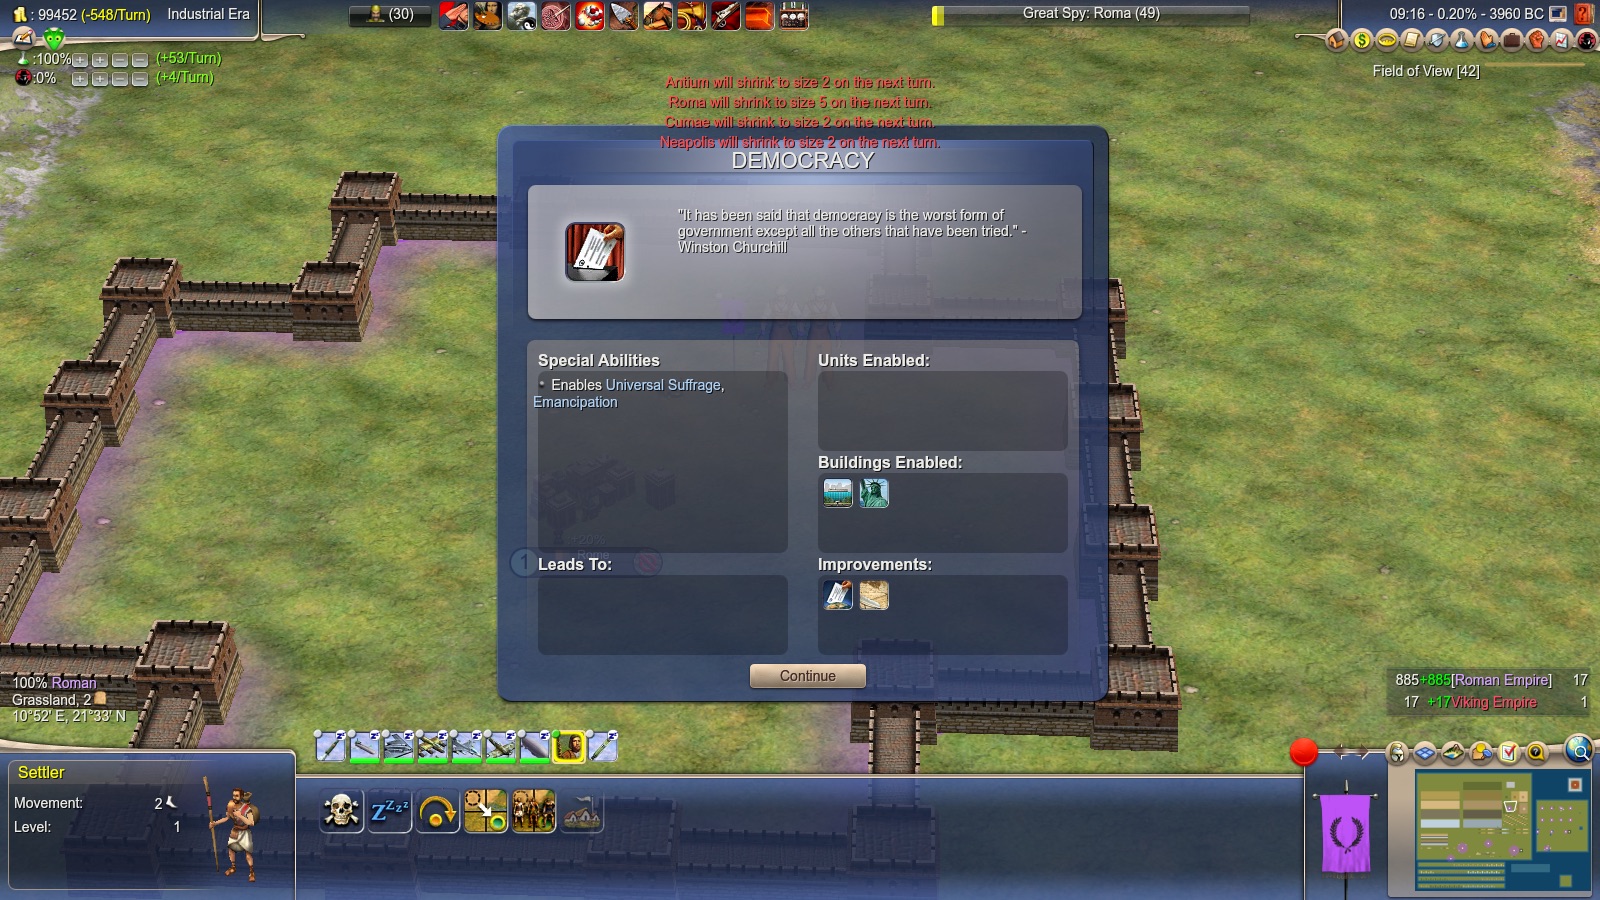 : 99452 (-548/Turn) Industrial Era
(30)
Great Spy: Roma (49)
09:16 - 0.20% - 3960 BC
:100% (+53/Turn)
:0% (+4/Turn)
Field of View [42]
Antium will shrink to size 2 on the next turn.
Roma will shrink to size 5 on the next turn.
Cumae will shrink to size 2 on the next turn.
Neapolis will shrink to size 2 on the next turn.
DEMOCRACY
"It has been said that democracy is the worst form of
government except all the others that have been tried." -
Winston Churchill
Special Abilities
• Enables Universal Suffrage,
Emancipation
Units Enabled:
Buildings Enabled:
+20%
1
Rome
Leads To:
Improvements:
Continue
100% Roman
Grassland, 2
10°52' E, 21°33' N
885+885[Roman Empire] 17
17 +17Viking Empire 1
Settler
Movement: 2
Level: 1
zzzz